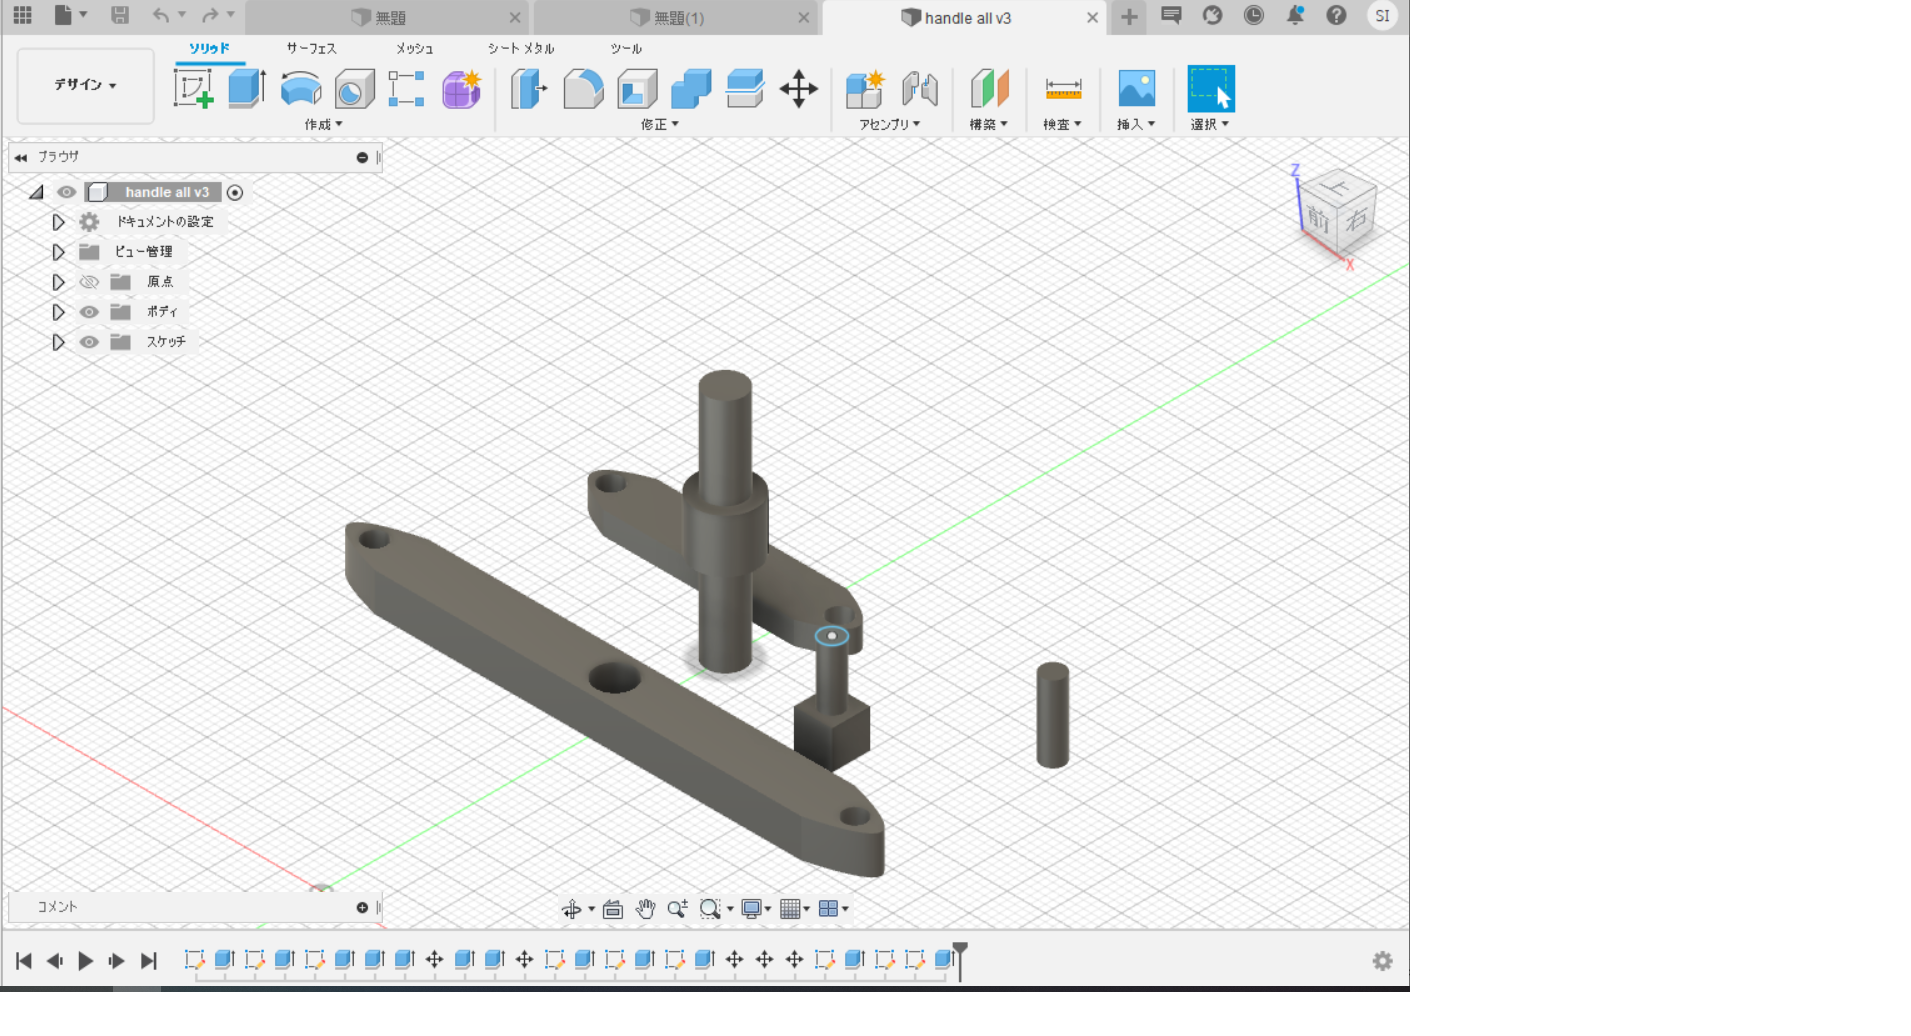 無題
無題(1)
handle all v3
SI
ソリッド
サーフェス
メッシュ
シート メタル
ツール
デザイン
作成
修正
アセンブリ
構築
検査
挿入
選択
ブラウザ
handle all v3
ドキュメントの設定
ビュー管理
原点
ボディ
スケッチ
Z
上
前
右
X
コメント